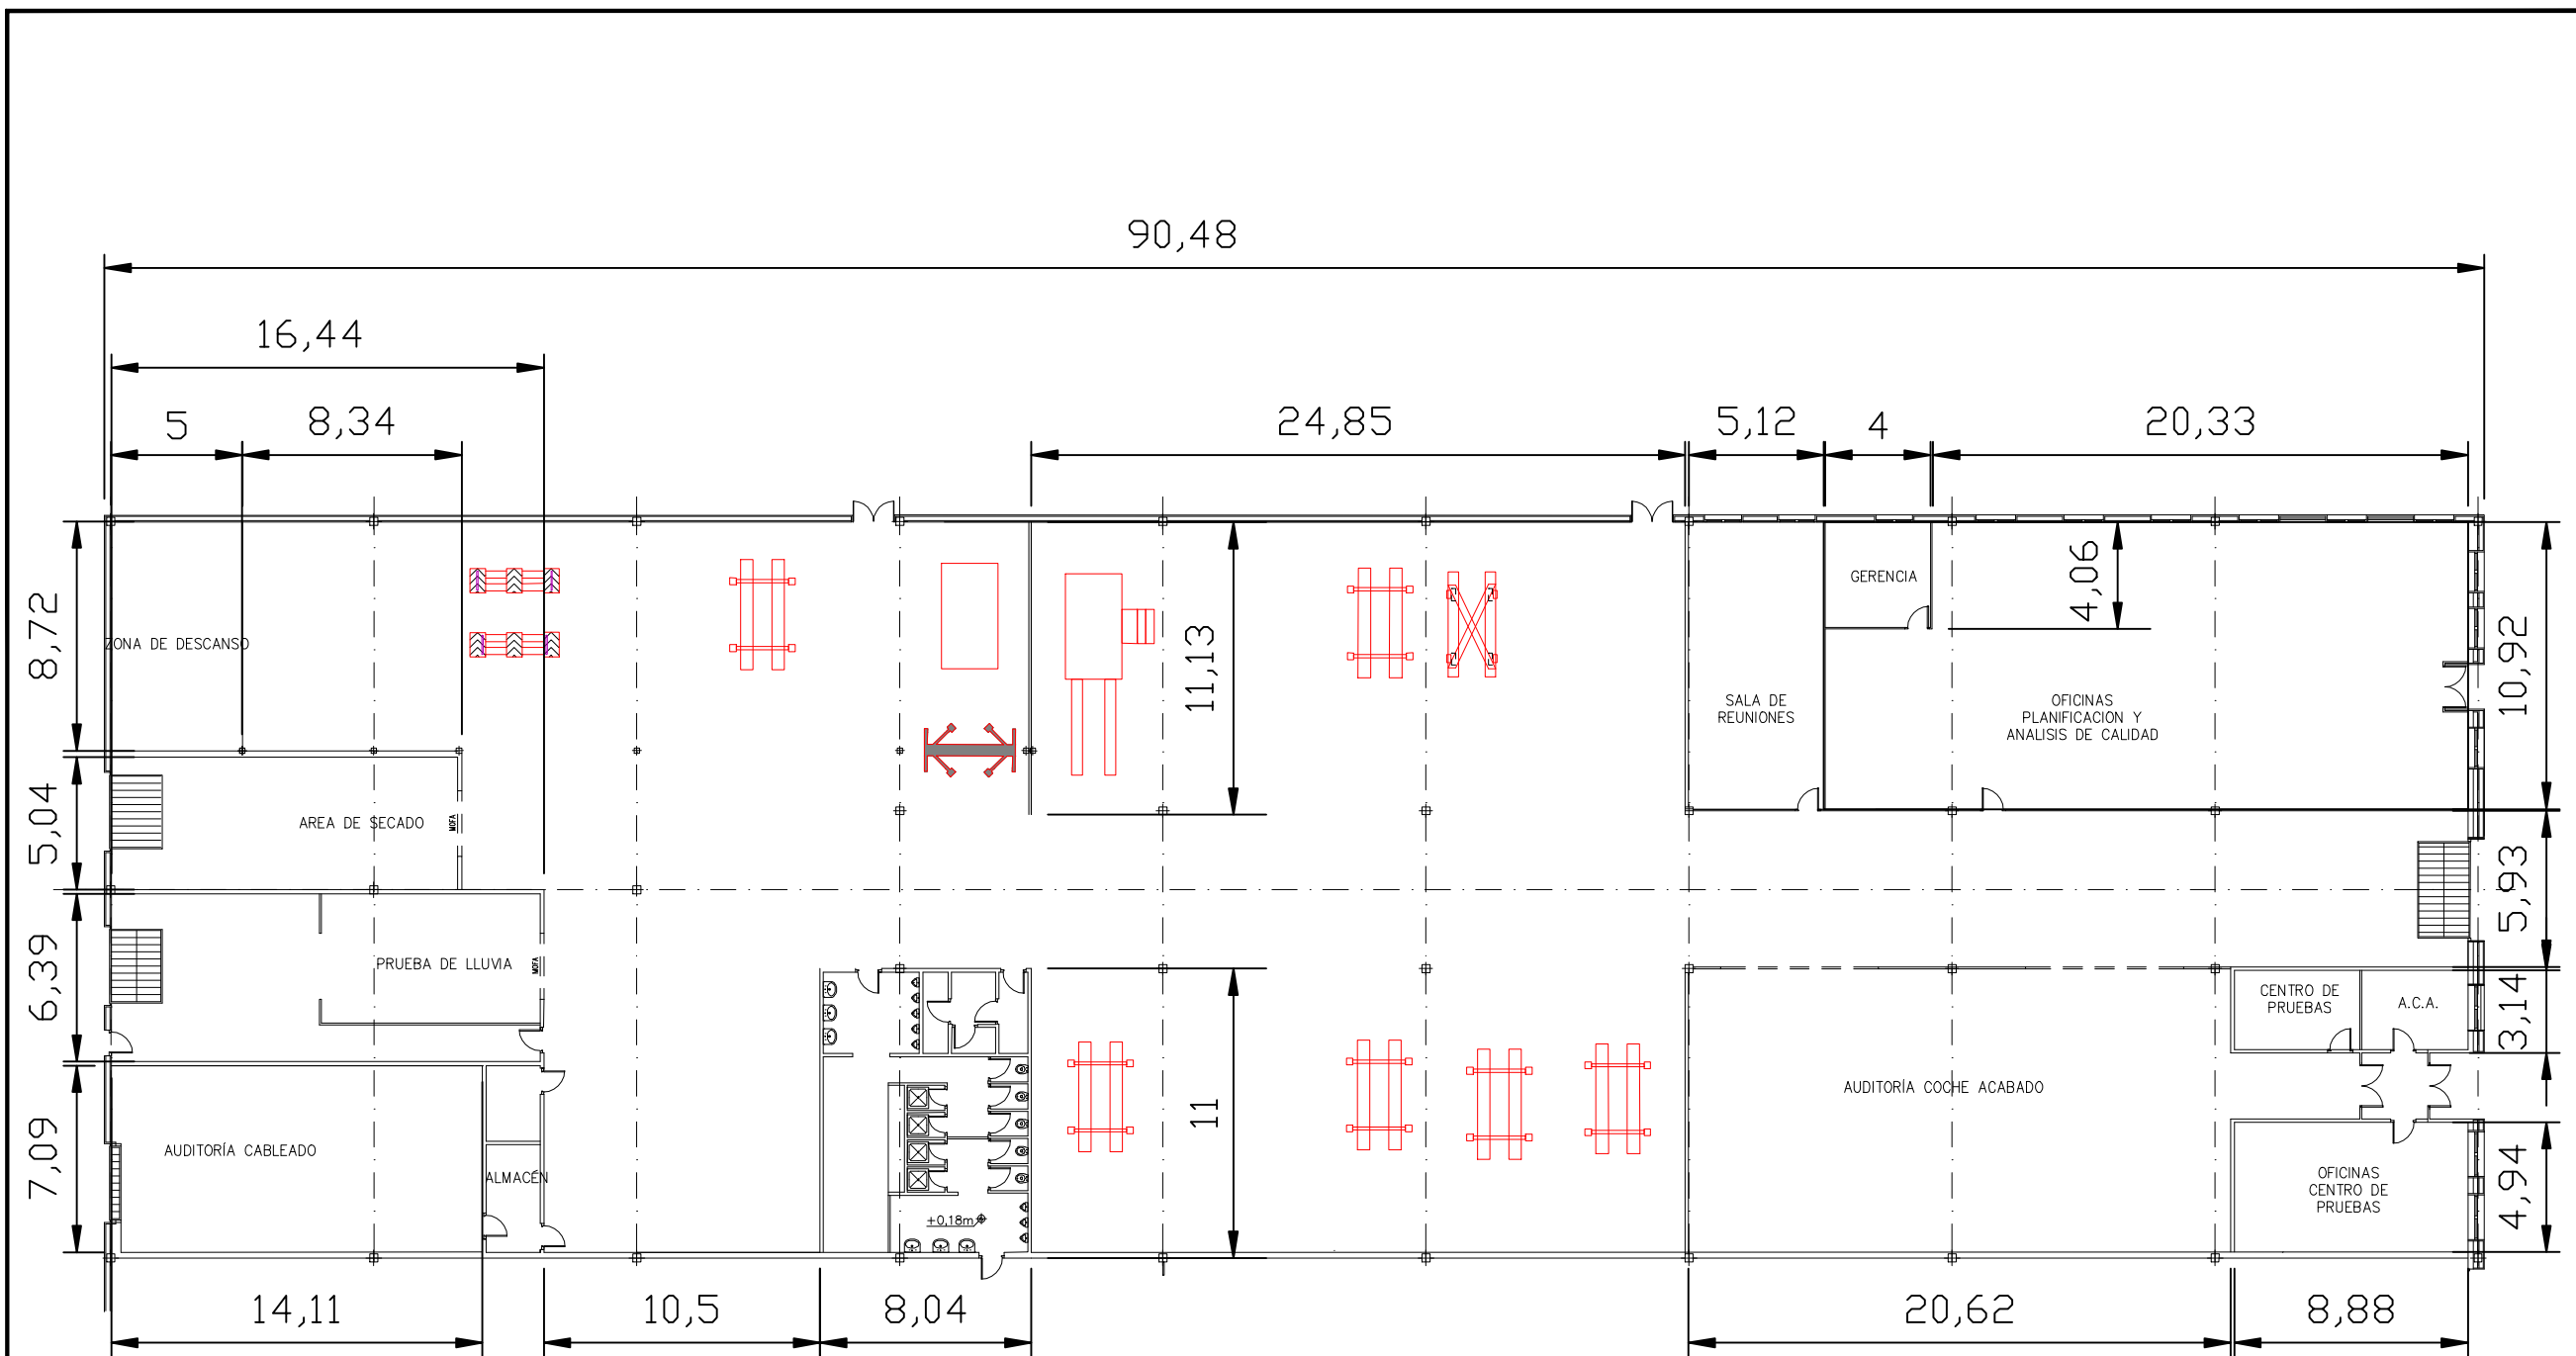 90,48
16,44
5
8,34
24,85
5,12
4
20,33
8,72
5,04
6,39
7,09
11,13
11
4,06
10,92
5,93
3,14
4,94
ZONA DE DESCANSO
GERENCIA
SALA DE
REUNIONES
OFICINAS
PLANIFICACION Y
ANALISIS DE CALIDAD
AREA DE SECADO
MOFA
PRUEBA DE LLUVIA
MOFA
CENTRO DE
PRUEBAS
A.C.A.
AUDITORÍA COCHE ACABADO
AUDITORÍA CABLEADO
ALMACÉN
+0,18m
OFICINAS
CENTRO DE
PRUEBAS
14,11
10,5
8,04
20,62
8,88